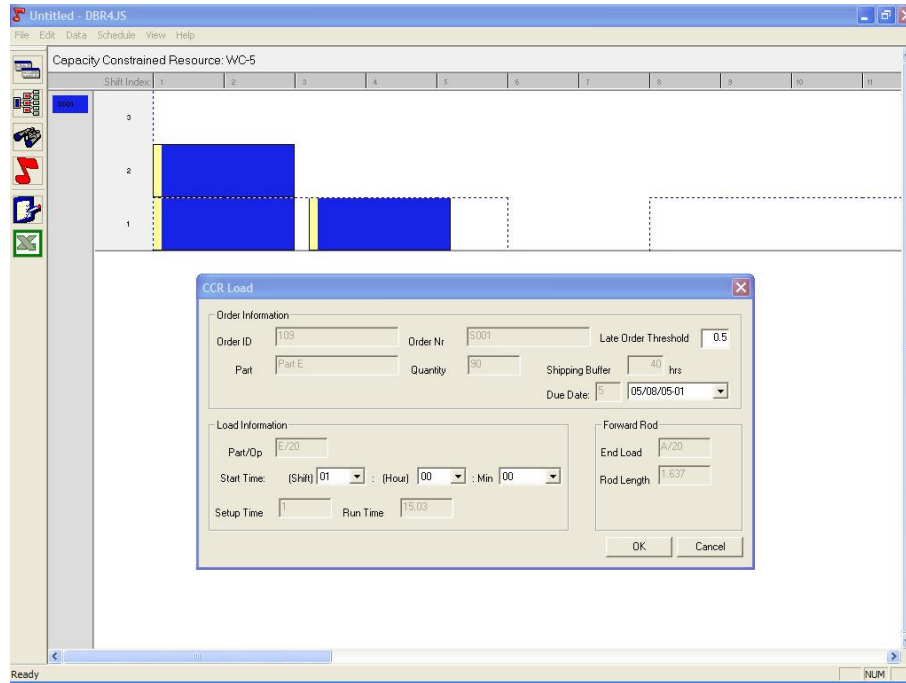 Untitled - DBR4JS
File Edit Data Schedule View Help
Capacity Constrained Resource: WC-5
Shift Index: 1 2 3 4 5 6 7 8 9 10 11
S001
3
2
1
CCR Load
Order Information
Order ID 109 Order Nr S001 Late Order Threshold 0.5
Part Part E Quantity 90 Shipping Buffer 40 hrs
Due Date: 5 05/08/05-01
Load Information Forward Rod
Part/Op E/20 End Load A/20
Start Time: (Shift) 01 : (Hour) 00 : Min 00 Rod Length 1.637
Setup Time 1 Run Time 15.03
OK Cancel
Ready NUM